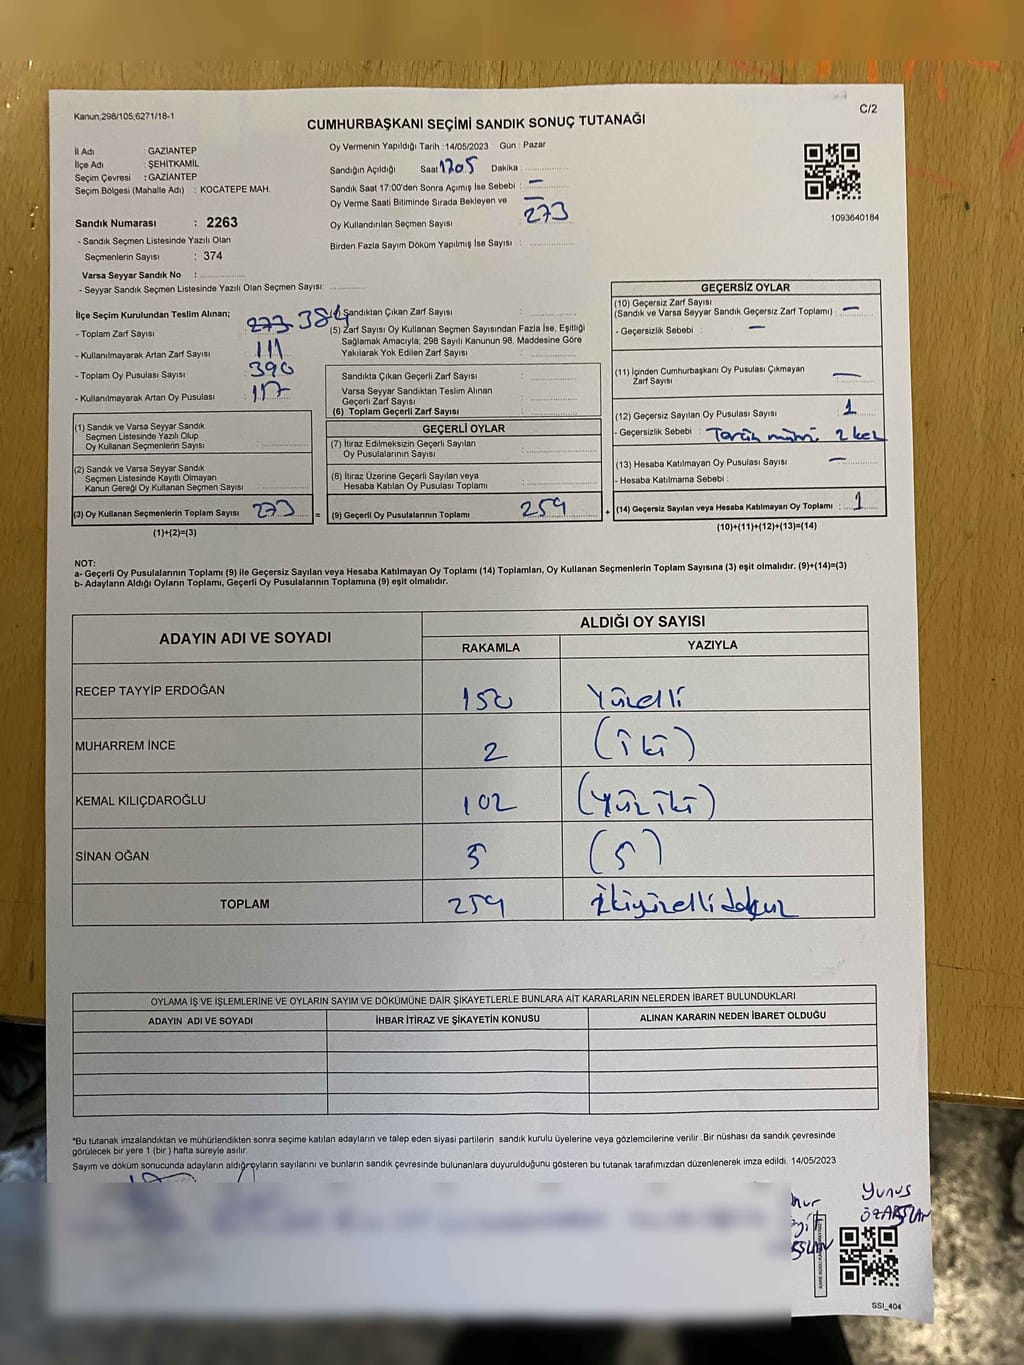 Kanun,298/105,6271/16-1
C/2
CUMHURBAŞKANI SEÇİMİ SANDIK SONUÇ TUTANAĞI
İl Adı : GAZİANTEP
İlçe Adı : ŞEHİTKAMİL
Seçim Çevresi : GAZİANTEP
Seçim Bölgesi (Mahalle Adı) : KOCATEPE MAH.
Sandık Numarası : 2263
- Sandık Seçmen Listesinde Yazılı Olan
Seçmenlerin Sayısı : 374
Varsa Seyyar Sandık No :
- Seyyar Sandık Seçmen Listesinde Yazılı Olan Seçmen Sayısı:
Oy Vermenin Yapıldığı Tarih : 14/05/2023 Gün : Pazar
Sandığın Açıldığı Saat 1705 Dakika :
Sandık Saat 17:00'den Sonra Açımış İse Sebebi : —
Oy Verme Saati Bitiminde Sırada Bekleyen ve —
Oy Kullandırılan Seçmen Sayısı 273
Birden Fazla Sayım Döküm Yapılmış İse Sayısı :
1093640184
İlçe Seçim Kurulundan Teslim Alınan;
- Toplam Zarf Sayısı : 273 384
- Kullanılmayarak Artan Zarf Sayısı : 111
- Toplam Oy Pusulası Sayısı : 390
- Kullanılmayarak Artan Oy Pusulası : 117
(1) Sandık ve Varsa Seyyar Sandık
Seçmen Listesinde Yazılı Olup
Oy Kullanan Seçmenlerin Sayısı :
(2) Sandık ve Varsa Seyyar Sandık
Seçmen Listesinde Kayıtlı Olmayan
Kanun Gereği Oy Kullanan Seçmen Sayısı :
(3) Oy Kullanan Seçmenlerin Toplam Sayısı : 273
(1)+(2)=(3)
(4) Sandıktan Çıkan Zarf Sayısı :
(5) Zarf Sayısı Oy Kullanan Seçmen Sayısından Fazla İse, Eşitliği
Sağlamak Amacıyla; 298 Sayılı Kanunun 98. Maddesine Göre
Yakılarak Yok Edilen Zarf Sayısı :
Sandıkta Çıkan Geçerli Zarf Sayısı :
Varsa Seyyar Sandıktan Teslim Alınan
Geçerli Zarf Sayısı :
(6) Toplam Geçerli Zarf Sayısı :
GEÇERLİ OYLAR
(7) İtiraz Edilmeksizin Geçerli Sayılan
Oy Pusulalarının Sayısı :
(8) İtiraz Üzerine Geçerli Sayılan veya
Hesaba Katılan Oy Pusulası Toplamı :
= (9) Geçerli Oy Pusulalarının Toplamı : 259 +
GEÇERSİZ OYLAR
(10) Geçersiz Zarf Sayısı
(Sandık ve Varsa Seyyar Sandık Geçersiz Zarf Toplamı) : —
- Geçersizlik Sebebi : —
(11) İçinden Cumhurbaşkanı Oy Pusulası Çıkmayan
Zarf Sayısı : —
(12) Geçersiz Sayılan Oy Pusulası Sayısı : 1
- Geçersizlik Sebebi : Tercih mührü 2 kez
(13) Hesaba Katılmayan Oy Pusulası Sayısı : —
- Hesaba Katılmama Sebebi :
(14) Geçersiz Sayılan veya Hesaba Katılmayan Oy Toplamı : 1
(10)+(11)+(12)+(13)=(14)
NOT:
a- Geçerli Oy Pusulalarının Toplamı (9) ile Geçersiz Sayılan veya Hesaba Katılmayan Oy Toplamı (14) Toplamları, Oy Kullanan Seçmenlerin Toplam Sayısına (3) eşit olmalıdır. (9)+(14)=(3)
b- Adayların Aldığı Oyların Toplamı, Geçerli Oy Pusulalarının Toplamına (9) eşit olmalıdır.
ADAYIN ADI VE SOYADI
ALDIĞI OY SAYISI
RAKAMLA YAZIYLA
RECEP TAYYİP ERDOĞAN 150 Yüzelli
MUHARREM İNCE 2 (İki)
KEMAL KILIÇDAROĞLU 102 (Yüziki)
SİNAN OĞAN 5 (5)
TOPLAM 259 İkiyüzellidokuz
OYLAMA İŞ VE İŞLEMLERİNE VE OYLARIN SAYIM VE DÖKÜMÜNE DAİR ŞİKAYETLERLE BUNLARA AİT KARARLARIN NELERDEN İBARET BULUNDUKLARI
ADAYIN ADI VE SOYADI İHBAR İTİRAZ VE ŞİKAYETİN KONUSU ALINAN KARARIN NEDEN İBARET OLDUĞU
*Bu tutanak imzalandıktan ve mühürlendikten sonra seçime katılan adayların ve talep eden siyasi partilerin sandık kurulu üyelerine veya gözlemcilerine verilir .Bir nüshası da sandık çevresinde
görülecek bir yere 1 (bir ) hafta süreyle asılır.
Sayım ve döküm sonucunda adayların aldığı oyların sayılarını ve bunların sandık çevresinde bulunanlara duyurulduğunu gösteren bu tutanak tarafımızdan düzenlenerek imza edildi. 14/05/2023
Yunus
ÖZARSLAN
SSI_404